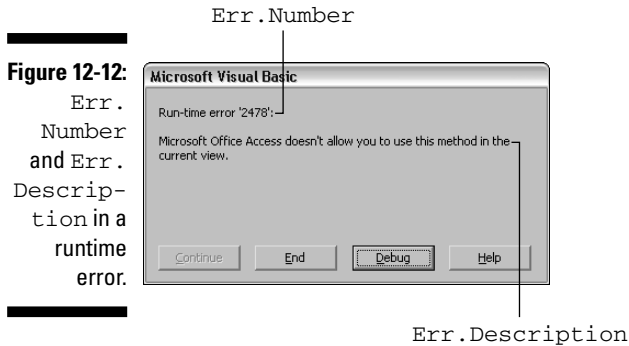 Err.Number
Figure 12-12:
Err.
Number
and Err.
Descrip-
tion in a
runtime
error.
Microsoft Visual Basic
Run-time error '2478':
Microsoft Office Access doesn't allow you to use this method in the
current view.
Continue
End
Debug
Help
Err.Description